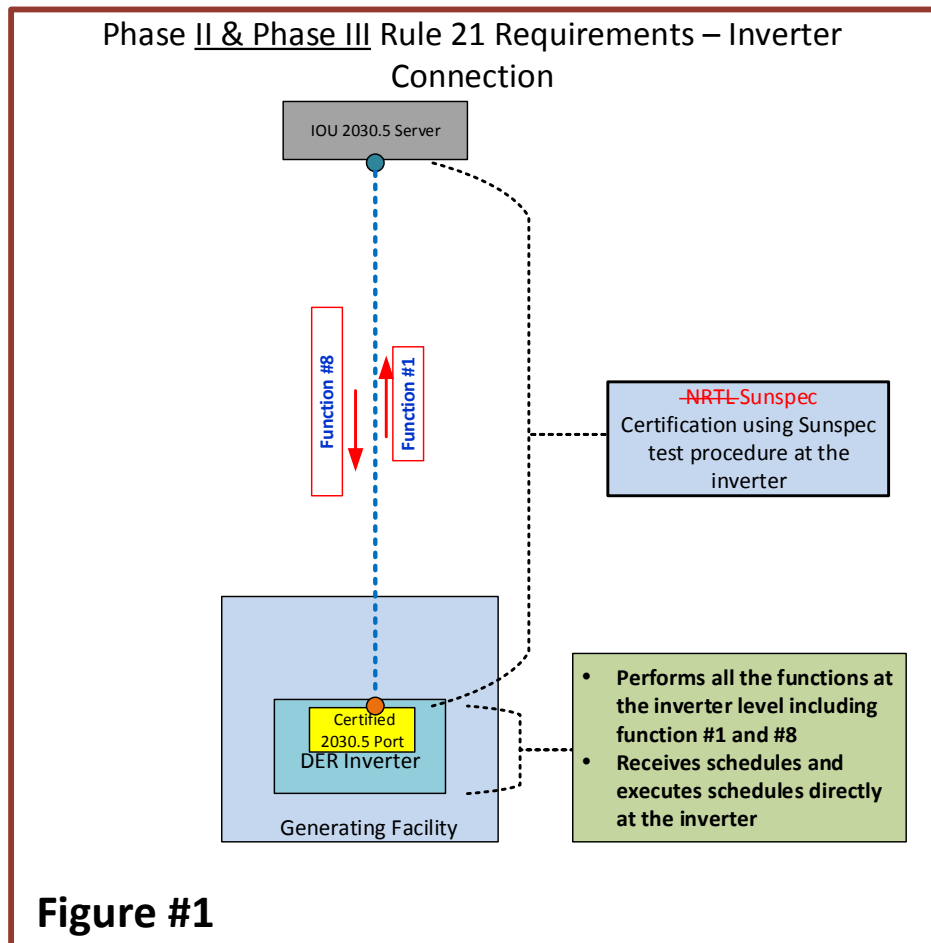 Phase II & Phase III Rule 21 Requirements – Inverter
Connection
IOU 2030.5 Server
Function #8
Function #1
NRTL Sunspec
Certification using Sunspec
test procedure at the
inverter
Certified
2030.5 Port
DER Inverter
Generating Facility
• Performs all the functions at
the inverter level including
function #1 and #8
• Receives schedules and
executes schedules directly
at the inverter
Figure #1